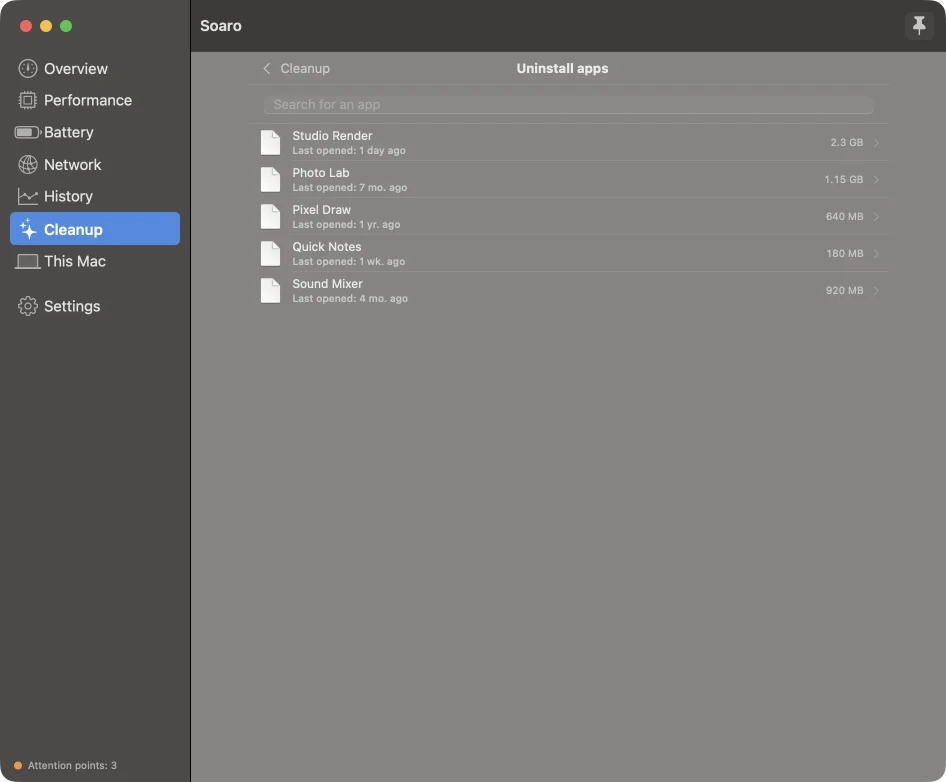 Soaro
Overview
Performance
Battery
Network
History
Cleanup
This Mac
Settings
Attention points: 3
Cleanup
Uninstall apps
Search for an app
Studio Render
Last opened: 1 day ago
2.3 GB
Photo Lab
Last opened: 7 mo. ago
1.15 GB
Pixel Draw
Last opened: 1 yr. ago
640 MB
Quick Notes
Last opened: 1 wk. ago
180 MB
Sound Mixer
Last opened: 4 mo. ago
920 MB